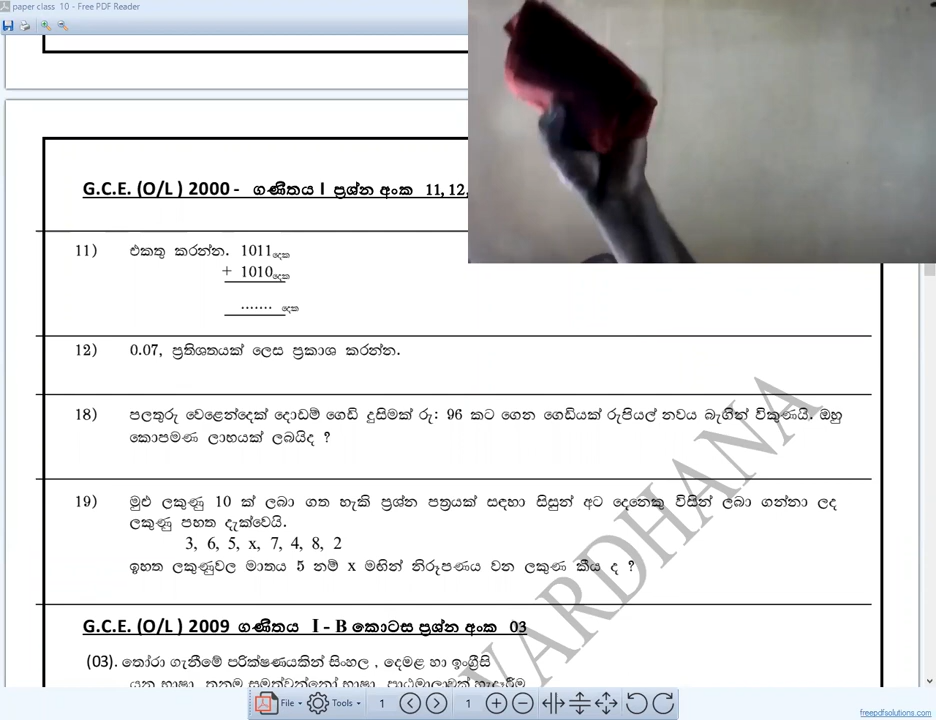 paper class 10 - Free PDF Reader
G.C.E. (O/L ) 2000 - ගණිතය I ප්‍රශ්න අංක 11, 12,
11) එකතු කරන්න. 1011දෙක
+ 1010දෙක
....... දෙක
12) 0.07, ප්‍රතිශතයක් ලෙස ප්‍රකාශ කරන්න.
18) පලතුරු වෙළෙන්දෙක් දොඩම් ගෙඩි දුසිමක් රු: 96 කට ගෙන ගෙඩියක් රුපියල් නවය බැගින් විකුණයි. ඔහු
කොපමණ ලාභයක් ලබයිද ?
19) මුළු ලකුණු 10 ක් ලබා ගත හැකි ප්‍රශ්න පත්‍රයක් සඳහා සිසුන් අට දෙනෙකු විසින් ලබා ගන්නා ලද
ලකුණු පහත දැක්වෙයි.
3, 6, 5, x, 7, 4, 8, 2
ඉහත ලකුණුවල මාතය 5 නම් x මඟින් නිරූපණය වන ලකුණ කීය ද ?
G.C.E. (O/L ) 2009 ගණිතය I - B කොටස ප්‍රශ්න අංක 03
(03). තෝරා ගැනීමේ පරික්ෂණයකින් සිංහල , දෙමළ හා ඉංග්‍රීසි
යන භාෂා
VARDHANA
File
Tools
1
1
freepdfsolutions.com